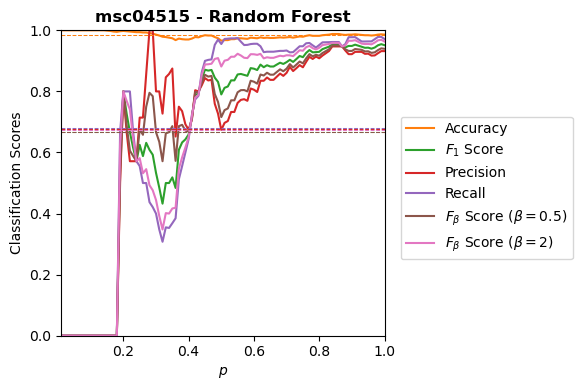 msc04515 - Random Forest
Classification Scores
1.0
0.8
0.6
0.4
0.2
0.0
0.2
0.4
0.6
0.8
1.0
p
Accuracy
F₁ Score
Precision
Recall
Fᵦ Score (β = 0.5)
Fᵦ Score (β = 2)